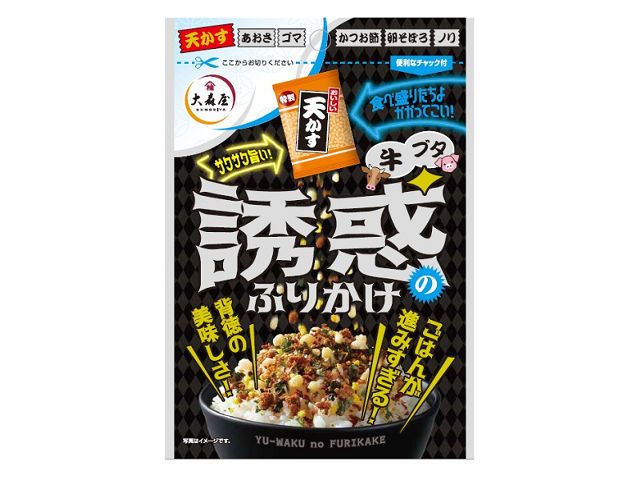 天かす あおさ ゴマ かつお節 卵そぼろ ノリ
ここからお切りください 便利なチャック付
大森屋
OHMORIYA
おいしい
天かす
特製
食べ盛りたちよ
かかってこい!
サクサク旨い!
牛 ブタ
誘惑の
ふりかけ
背徳の
美味しさ!
ごはんが
進みすぎる!
YU-WAKU no FURIKAKE
写真はイメージです。